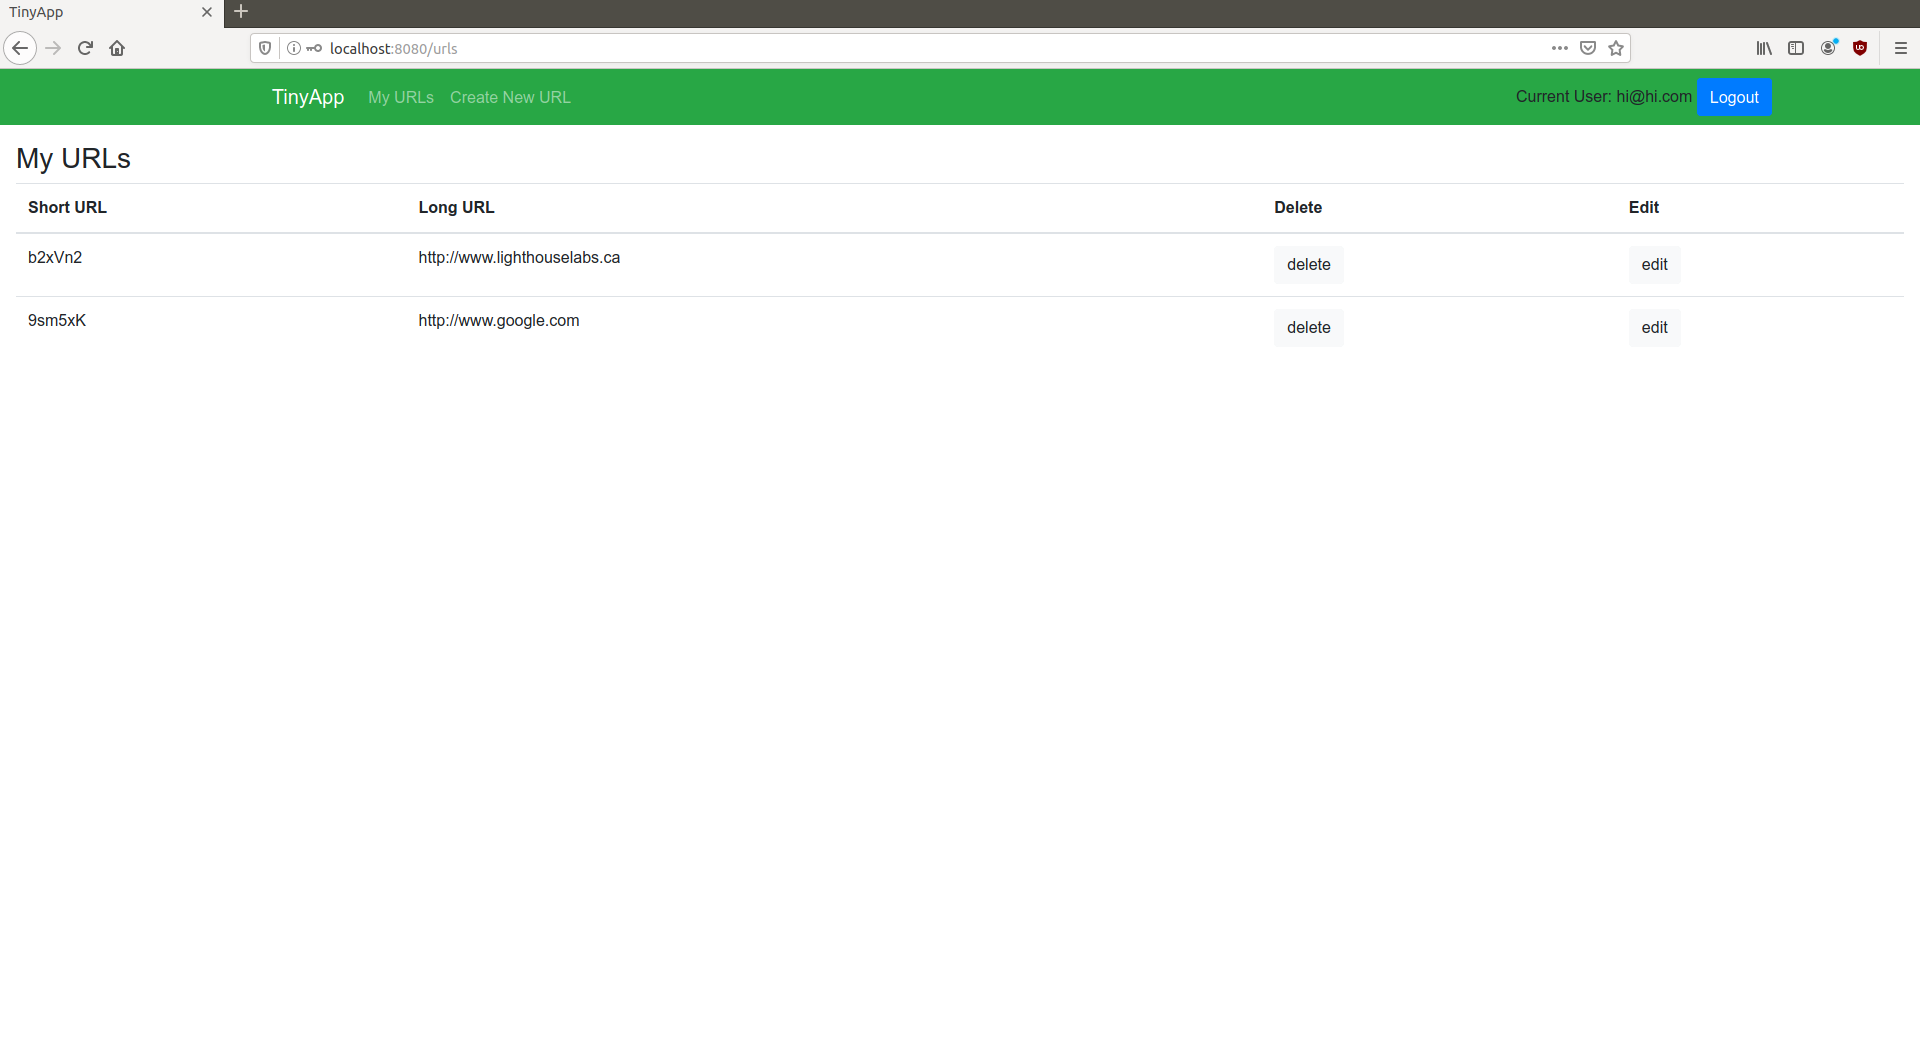 TinyApp
localhost:8080/urls
TinyApp My URLs Create New URL Current User: hi@hi.com Logout
My URLs
Short URL Long URL Delete Edit
b2xVn2 http://www.lighthouselabs.ca delete edit
9sm5xK http://www.google.com delete edit